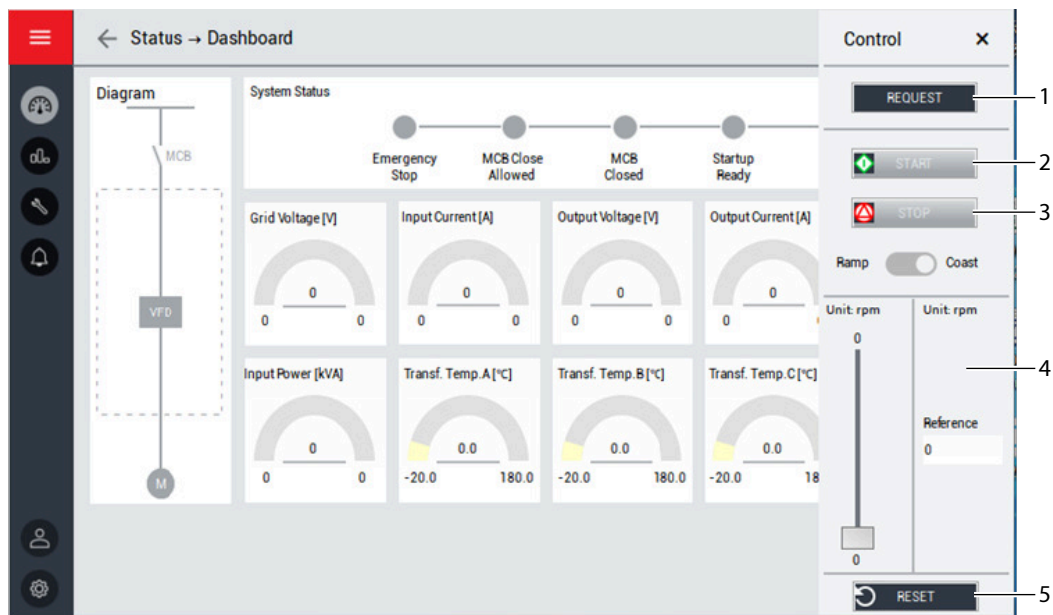 Status → Dashboard
Control
×
Diagram
MCB
VFD
M
System Status
Emergency
Stop
MCB Close
Allowed
MCB
Closed
Startup
Ready
Grid Voltage [V]
0
0 0
Input Current [A]
0
0 0
Output Voltage [V]
0
0 0
Output Current [A]
0
0
Input Power [kVA]
0
0 0
Transf. Temp. A [°C]
0.0
-20.0 180.0
Transf. Temp. B [°C]
0.0
-20.0 180.0
Transf. Temp. C [°C]
0.0
-20.0 18
REQUEST
1
START
2
STOP
3
Ramp Coast
Unit: rpm
0
0
Unit: rpm
4
Reference
0
RESET
5